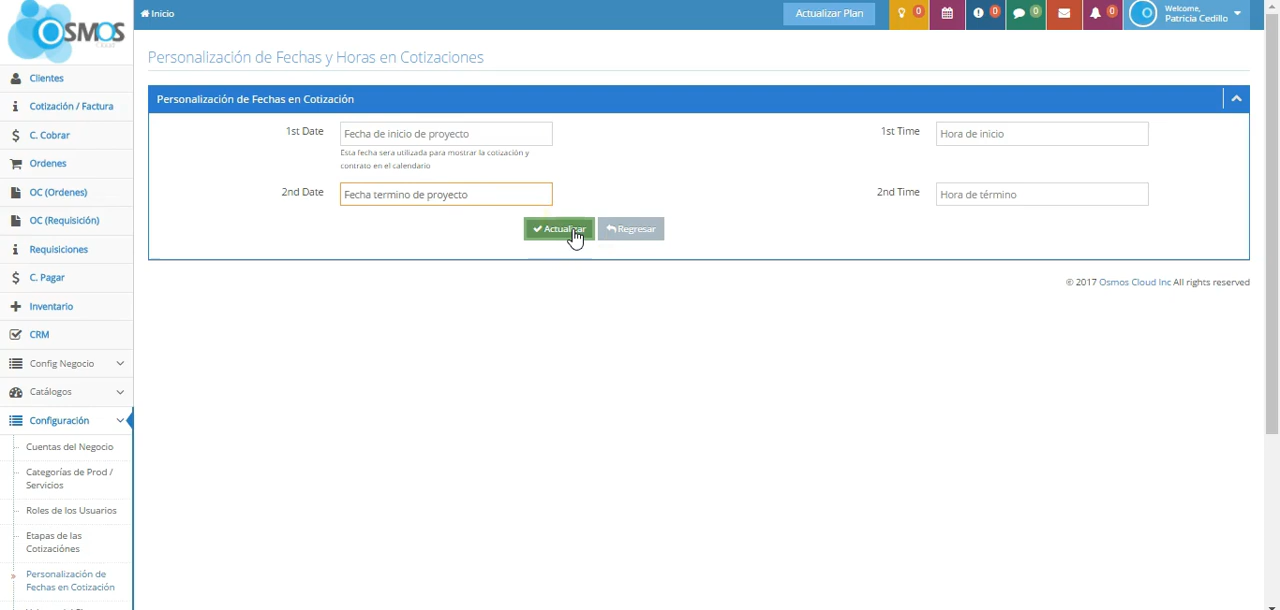 OSMOS
Cloud
Inicio
Actualizar Plan
0
0
0
0
Welcome,
Patricia Cedillo
Clientes
Cotización / Factura
C. Cobrar
Ordenes
OC (Ordenes)
OC (Requisición)
Requisiciones
C. Pagar
Inventario
CRM
Config Negocio
Catálogos
Configuración
Cuentas del Negocio
Categorías de Prod /
Servicios
Roles de los Usuarios
Etapas de las
Cotizaciónes
Personalización de
Fechas en Cotización
Personalización de Fechas y Horas en Cotizaciones
Personalización de Fechas en Cotización
1st Date
Fecha de inicio de proyecto
Esta fecha sera utilizada para mostrar la cotización y
contrato en el calendario
1st Time
Hora de inicio
2nd Date
Fecha termino de proyecto
2nd Time
Hora de término
Actualizar
Regresar
© 2017 Osmos Cloud Inc All rights reserved